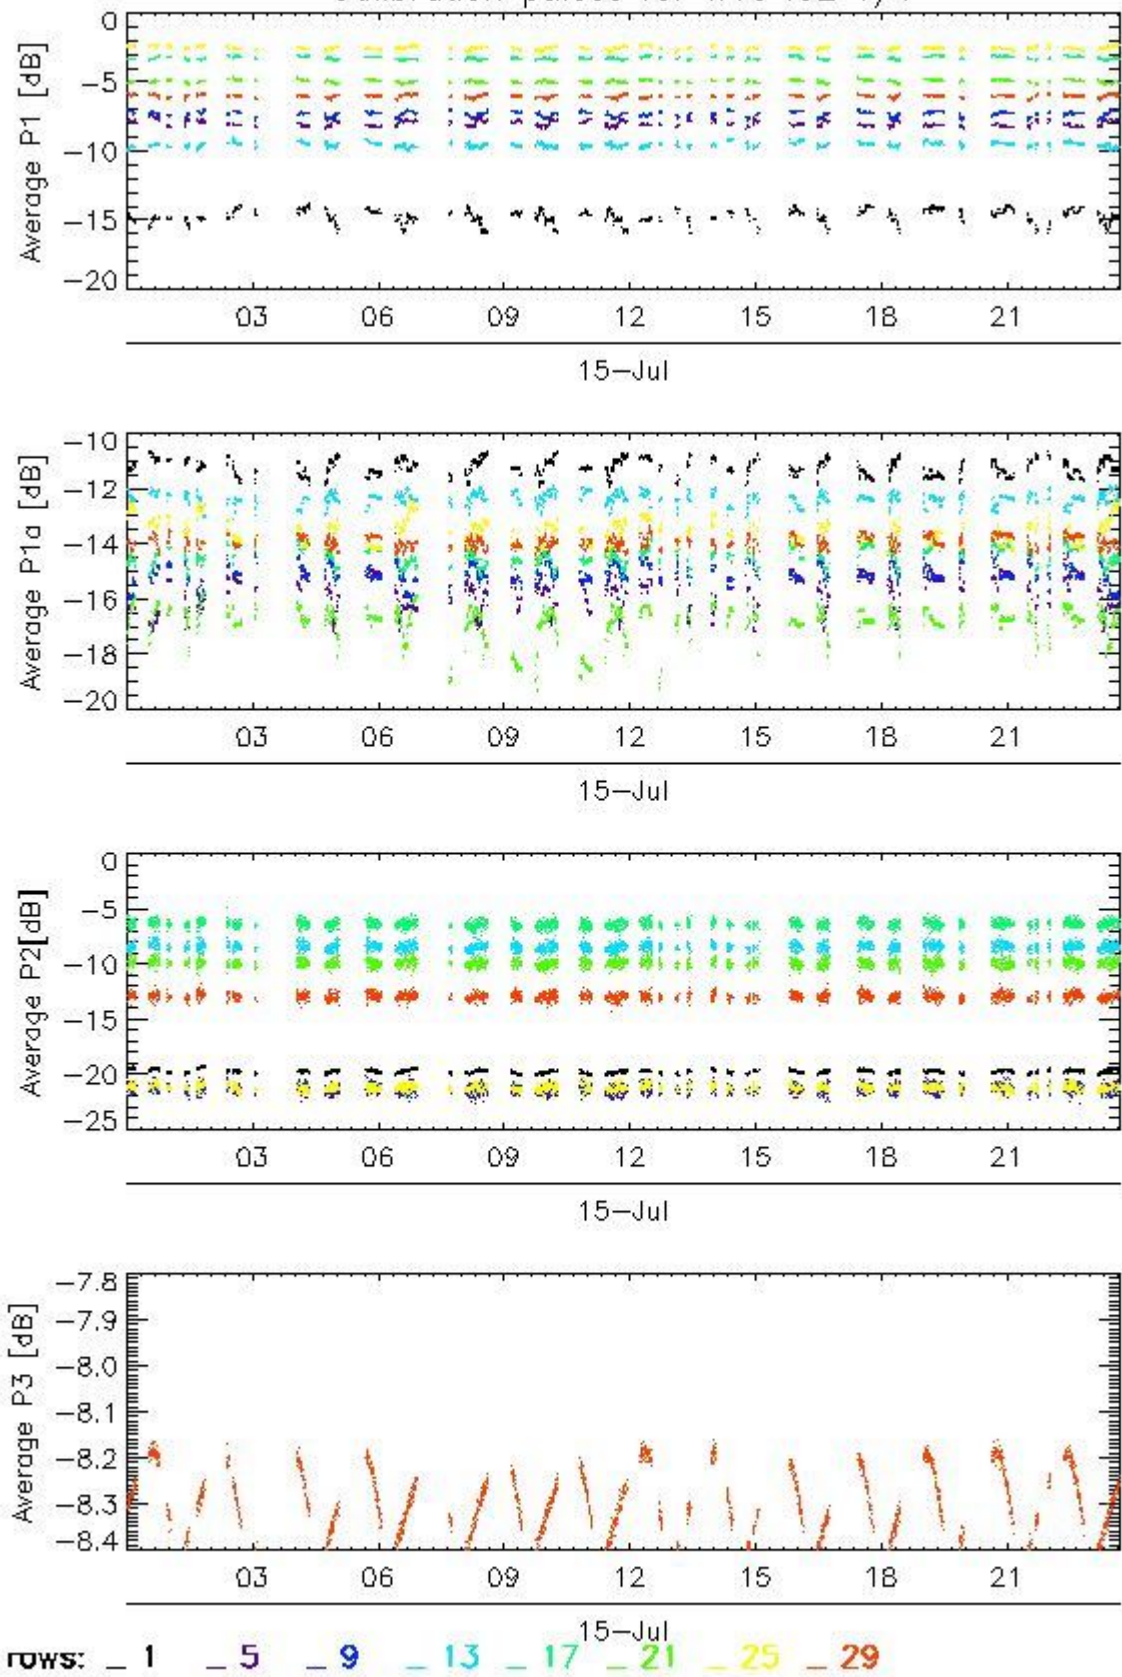 0
−5
−10
−15
−20
Average P1 [dB]
03 06 09 12 15 18 21
15−Jul
−10
−12
−14
−16
−18
−20
Average P1a [dB]
03 06 09 12 15 18 21
15−Jul
0
−5
−10
−15
−20
−25
Average P2[dB]
03 06 09 12 15 18 21
15−Jul
−7.8
−7.9
−8.0
−8.1
−8.2
−8.3
−8.4
Average P3 [dB]
03 06 09 12 15 18 21
15−Jul
rows: _ 1 _ 5 _ 9 _ 13 _ 17 _ 21 _ 25 _ 29